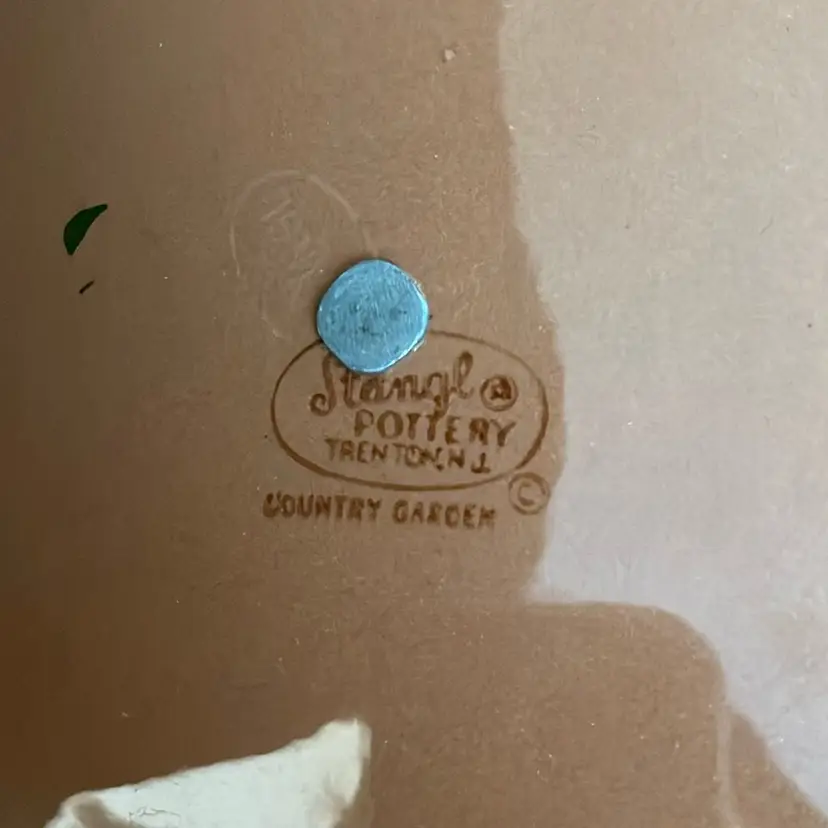 Stangl ®
POTTERY
TRENTON, N.J.
©
COUNTRY GARDEN